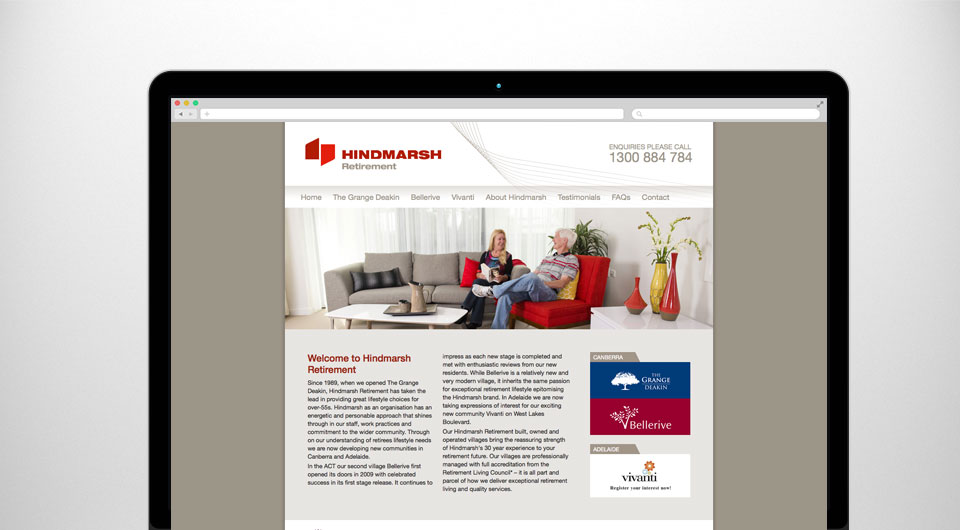 HINDMARSH
Retirement
ENQUIRIES PLEASE CALL
1300 884 784
Home The Grange Deakin Bellerive Vivanti About Hindmarsh Testimonials FAQs Contact
Welcome to Hindmarsh
Retirement
Since 1989, when we opened The Grange
Deakin, Hindmarsh Retirement has taken the
lead in providing great lifestyle choices for
over-55s. Hindmarsh as an organisation has an
energetic and personable approach that shines
through in our staff, work practices and
commitment to the wider community. Through
on our understanding of retirees lifestyle needs
we are now developing new communities in
Canberra and Adelaide.
In the ACT our second village Bellerive first
opened its doors in 2009 with celebrated
success in its first stage release. It continues to
impress as each new stage is completed and
met with enthusiastic reviews from our new
residents. While Bellerive is a relatively new and
very modern village, it inherits the same passion
for exceptional retirement lifestyle epitomising
the Hindmarsh brand. In Adelaide we are now
taking expressions of interest for our exciting
new community Vivanti on West Lakes
Boulevard.
Our Hindmarsh Retirement built, owned and
operated villages bring the reassuring strength
of Hindmarsh's 30 year experience to your
retirement future. Our villages are professionally
managed with full accreditation from the
Retirement Living Council* – it is all part and
parcel of how we deliver exceptional retirement
living and quality services.
CANBERRA
THE
GRANGE
DEAKIN
Bellerive
ADELAIDE
vivanti
Register your interest now!